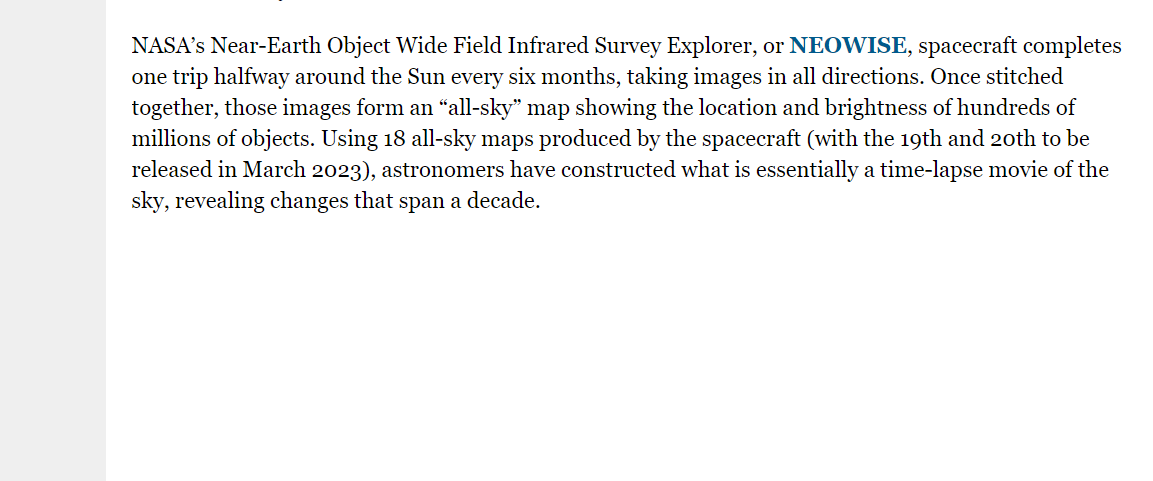 NASA’s Near-Earth Object Wide Field Infrared Survey Explorer, or NEOWISE, spacecraft completes
one trip halfway around the Sun every six months, taking images in all directions. Once stitched
together, those images form an “all-sky” map showing the location and brightness of hundreds of
millions of objects. Using 18 all-sky maps produced by the spacecraft (with the 19th and 20th to be
released in March 2023), astronomers have constructed what is essentially a time-lapse movie of the
sky, revealing changes that span a decade.